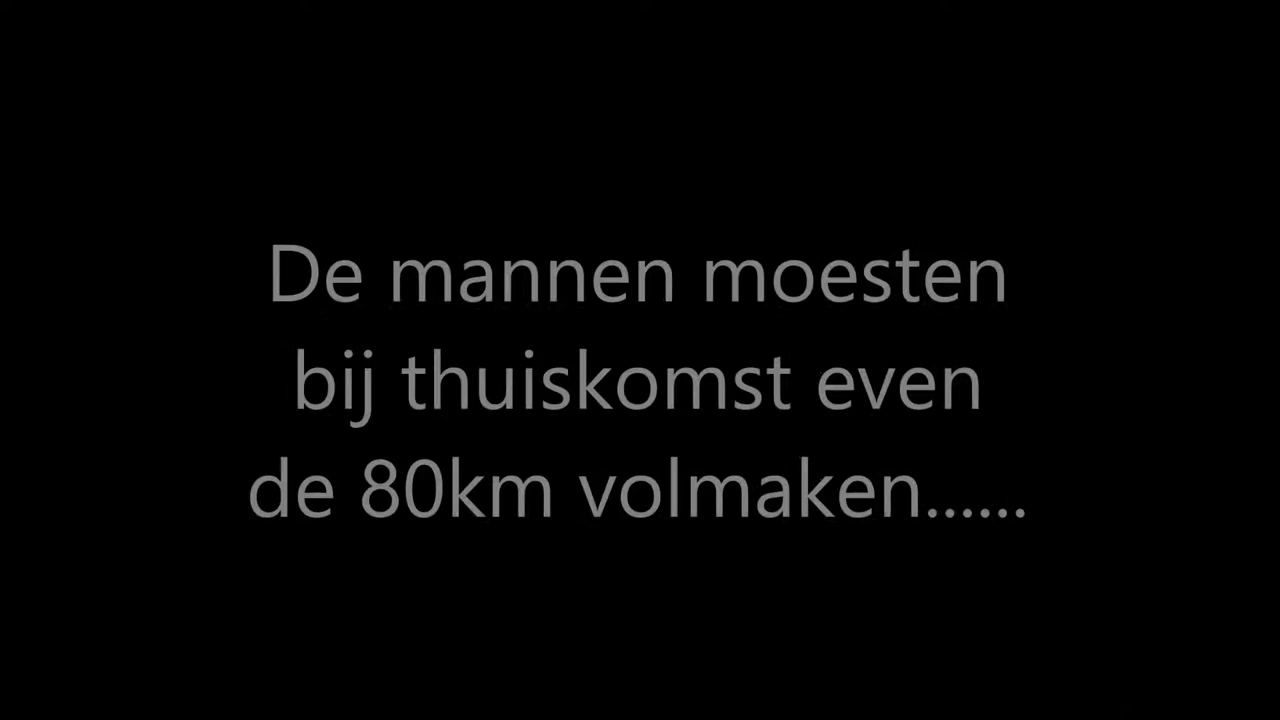 De mannen moesten
bij thuiskomst even
de 80km volmaken......